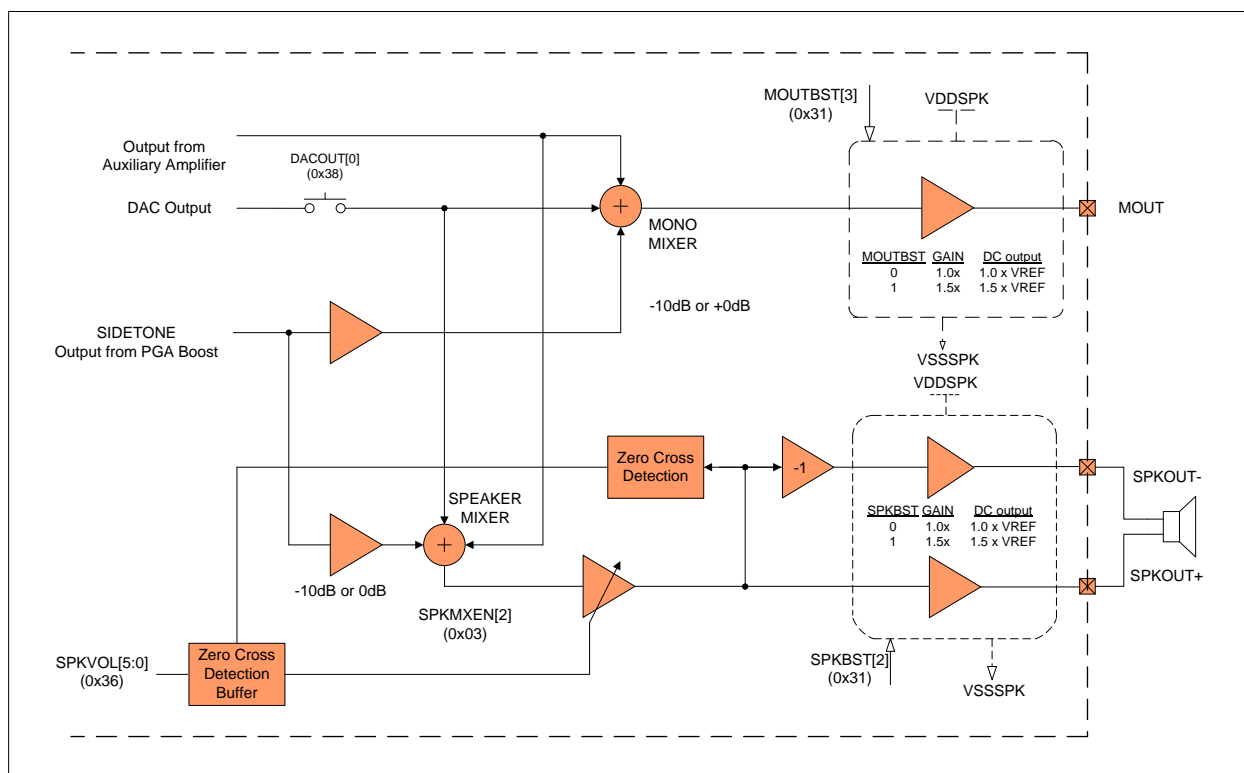 MOUTBST[3]
(0x31)
VDDSPK
Output from
Auxiliary Amplifier
DACOUT[0]
(0x38)
DAC Output
+
MONO
MIXER
MOUT
MOUTBST GAIN DC output
0 1.0x 1.0 x VREF
1 1.5x 1.5 x VREF
-10dB or +0dB
SIDETONE
Output from PGA Boost
VSSSPK
VDDSPK
Zero Cross
Detection
-1
SPKOUT-
SPEAKER
MIXER
+
SPKBST GAIN DC output
0 1.0x 1.0 x VREF
1 1.5x 1.5 x VREF
-10dB or 0dB
SPKOUT+
SPKMXEN[2]
(0x03)
SPKVOL[5:0]
(0x36)
Zero Cross
Detection
Buffer
SPKBST[2]
(0x31)
VSSSPK